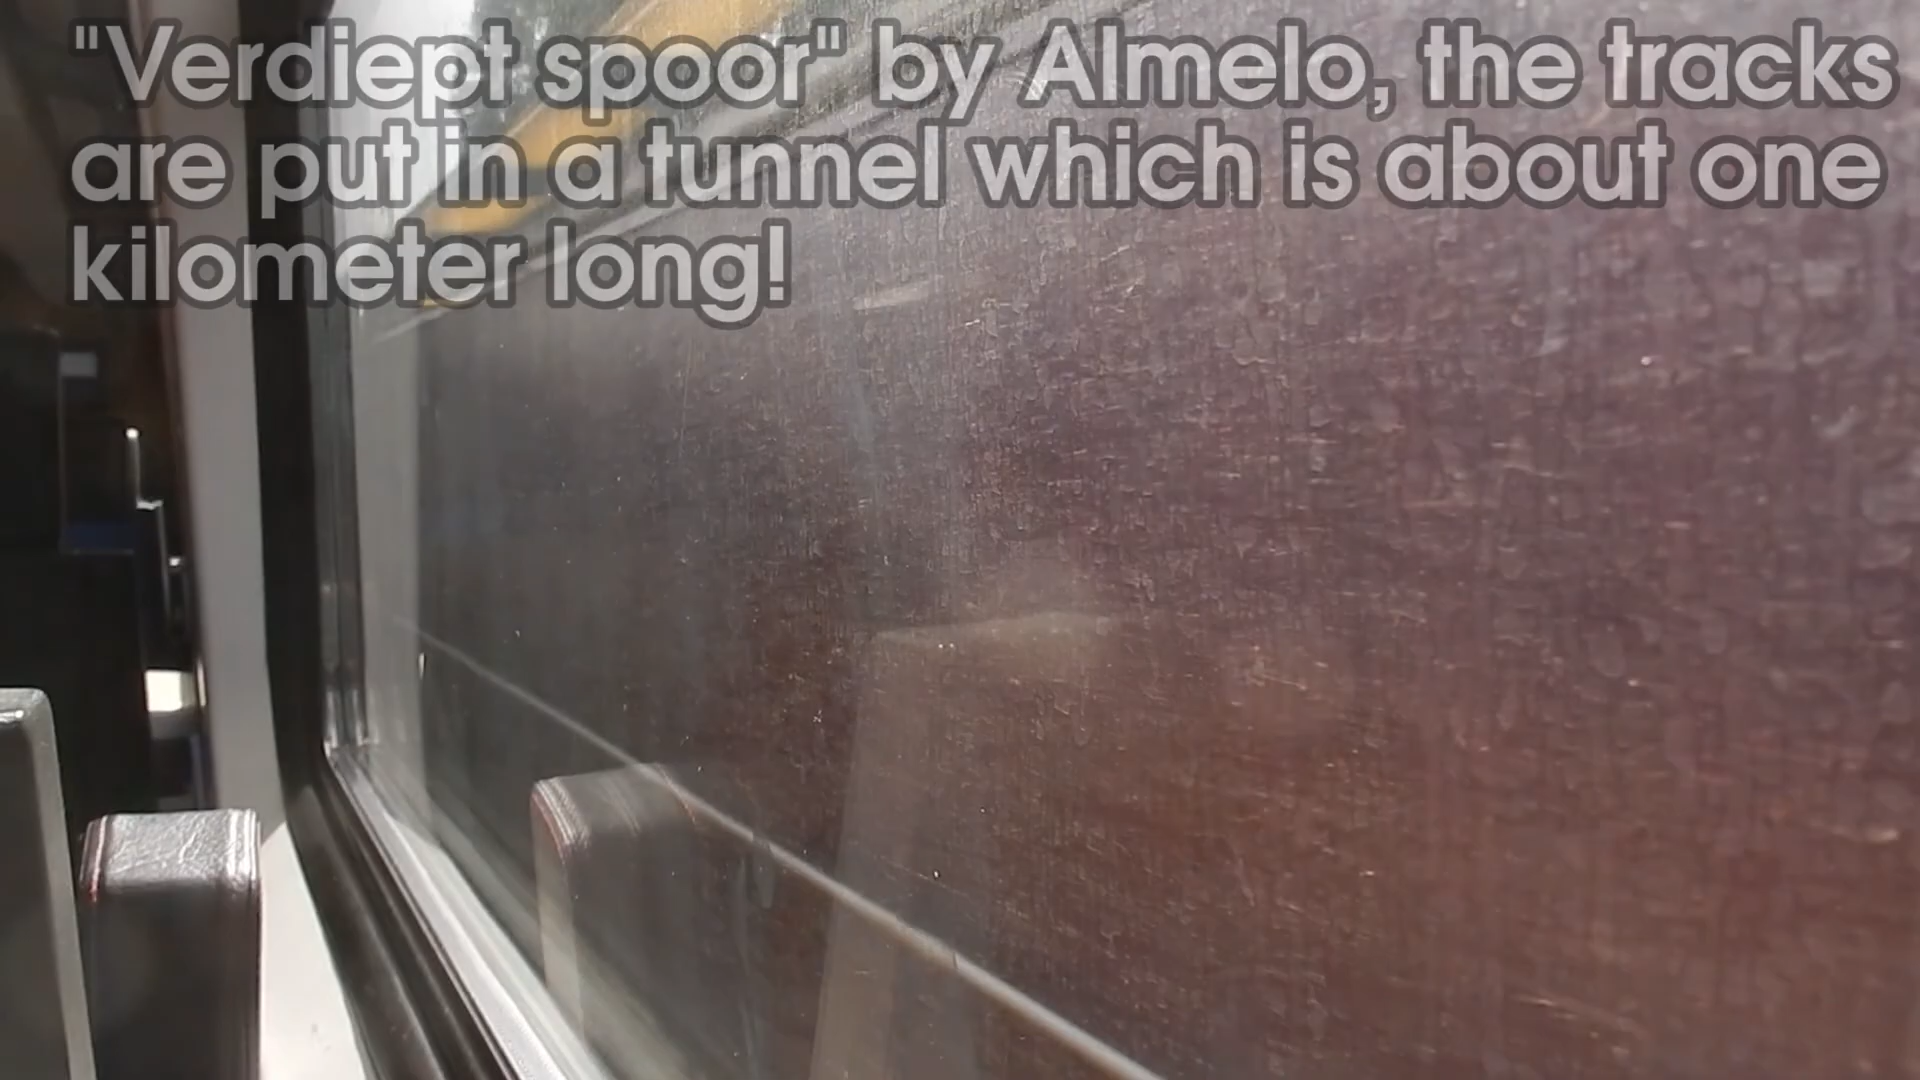 "Verdiept spoor" by Almelo, the tracks
are put in a tunnel which is about one
kilometer long!